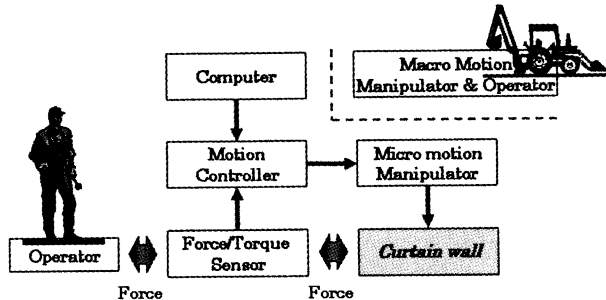 Computer
Macro Motion
Manipulator & Operator
Motion
Controller
Micro motion
Manipulator
Operator
Force/Torque
Sensor
Curtain wall
Force
Force